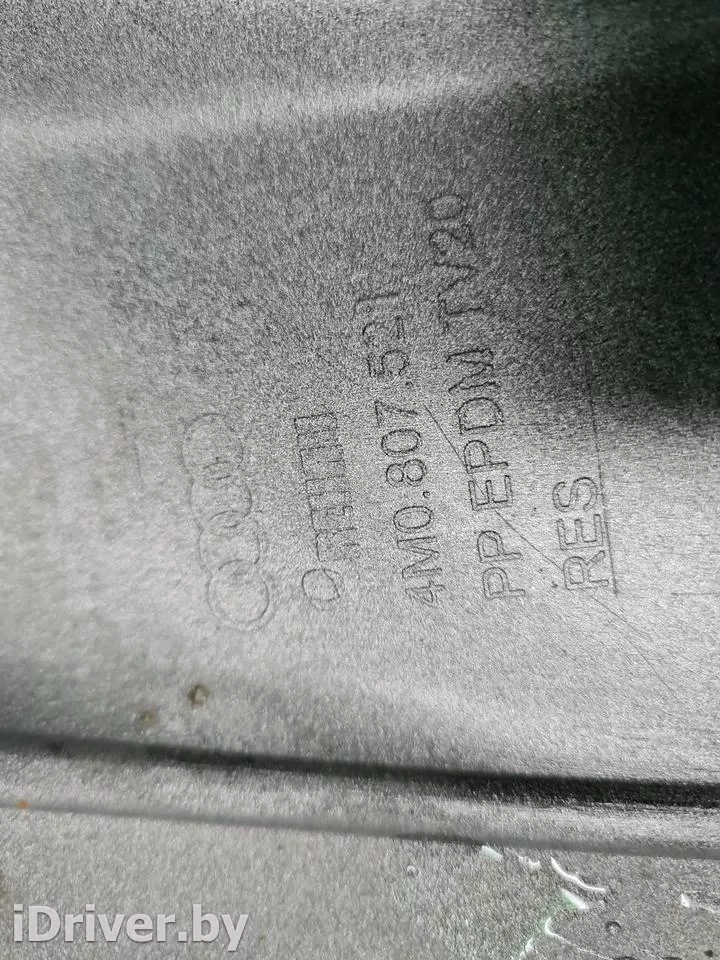 4M0.807.521
PP EPDM TV20
RES
iDriver.by